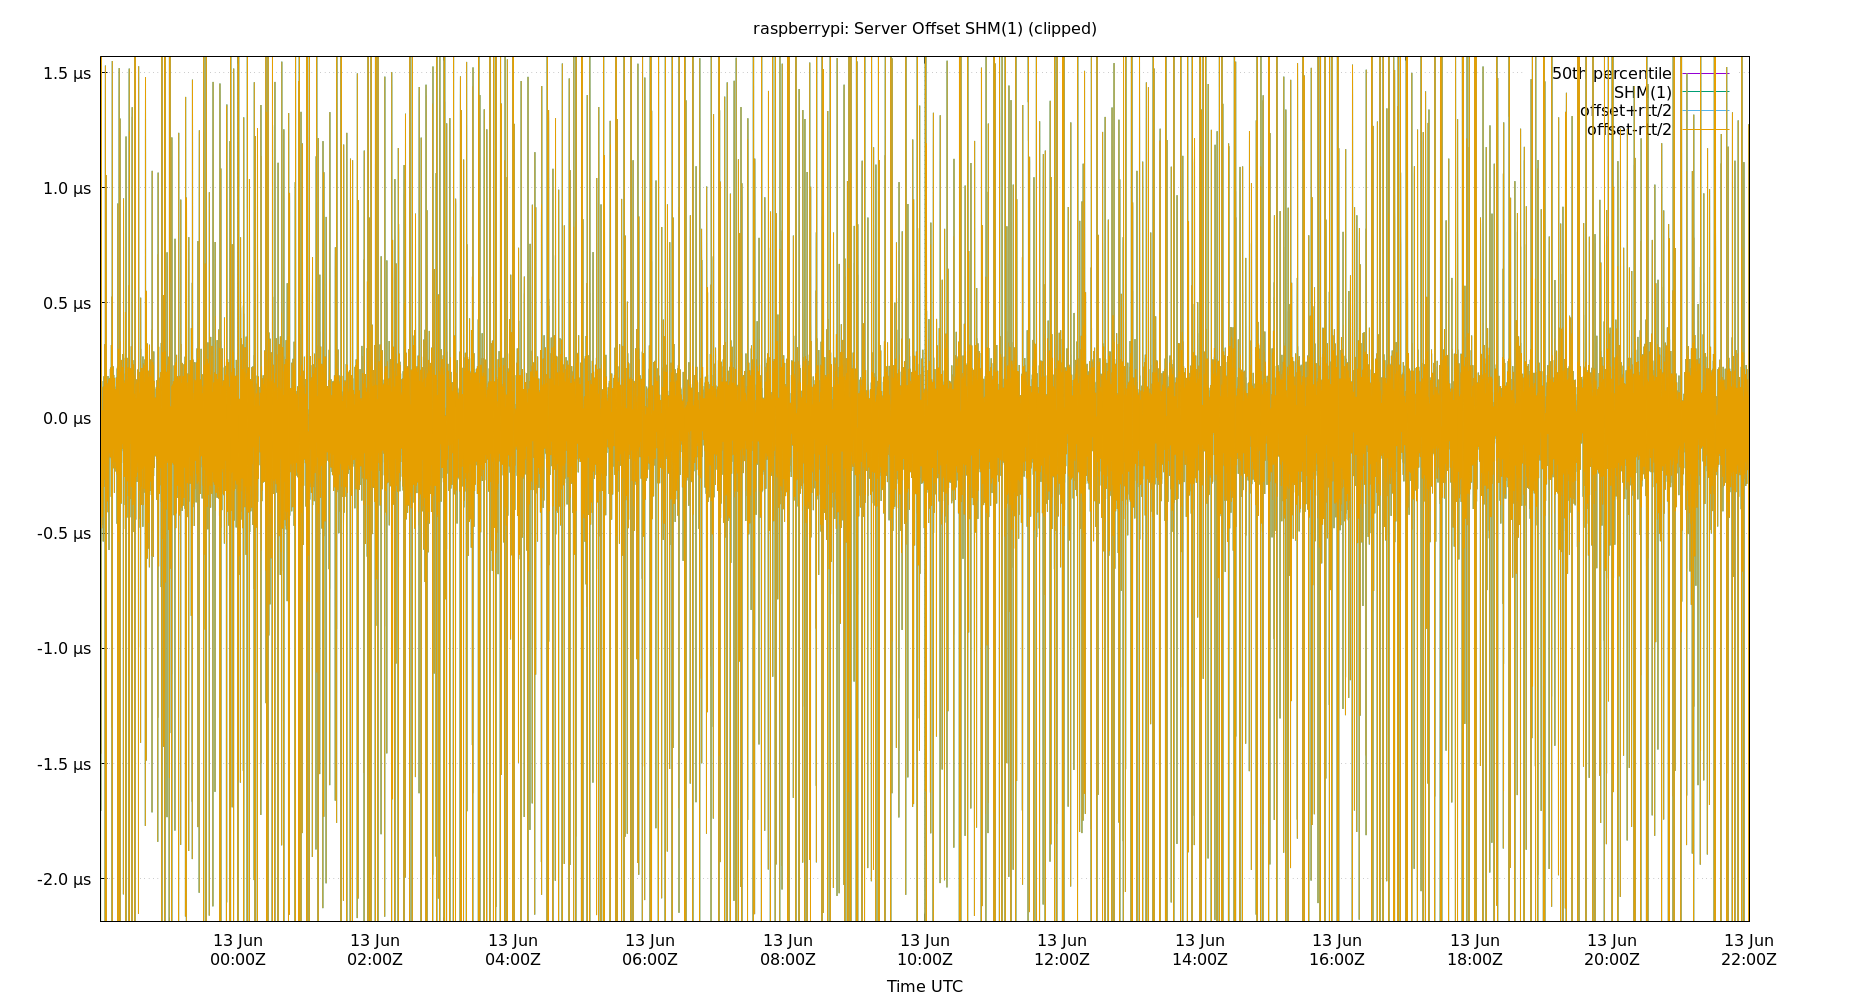 raspberrypi: Server Offset SHM(1) (clipped)
1.5 µs
1.0 µs
0.5 µs
0.0 µs
-0.5 µs
-1.0 µs
-1.5 µs
-2.0 µs
50th percentile
SHM(1)
offset+rtt/2
offset-rtt/2
13 Jun 13 Jun 13 Jun 13 Jun 13 Jun 13 Jun 13 Jun 13 Jun 13 Jun 13 Jun 13 Jun 13 Jun
00:00Z 02:00Z 04:00Z 06:00Z 08:00Z 10:00Z 12:00Z 14:00Z 16:00Z 18:00Z 20:00Z 22:00Z
Time UTC